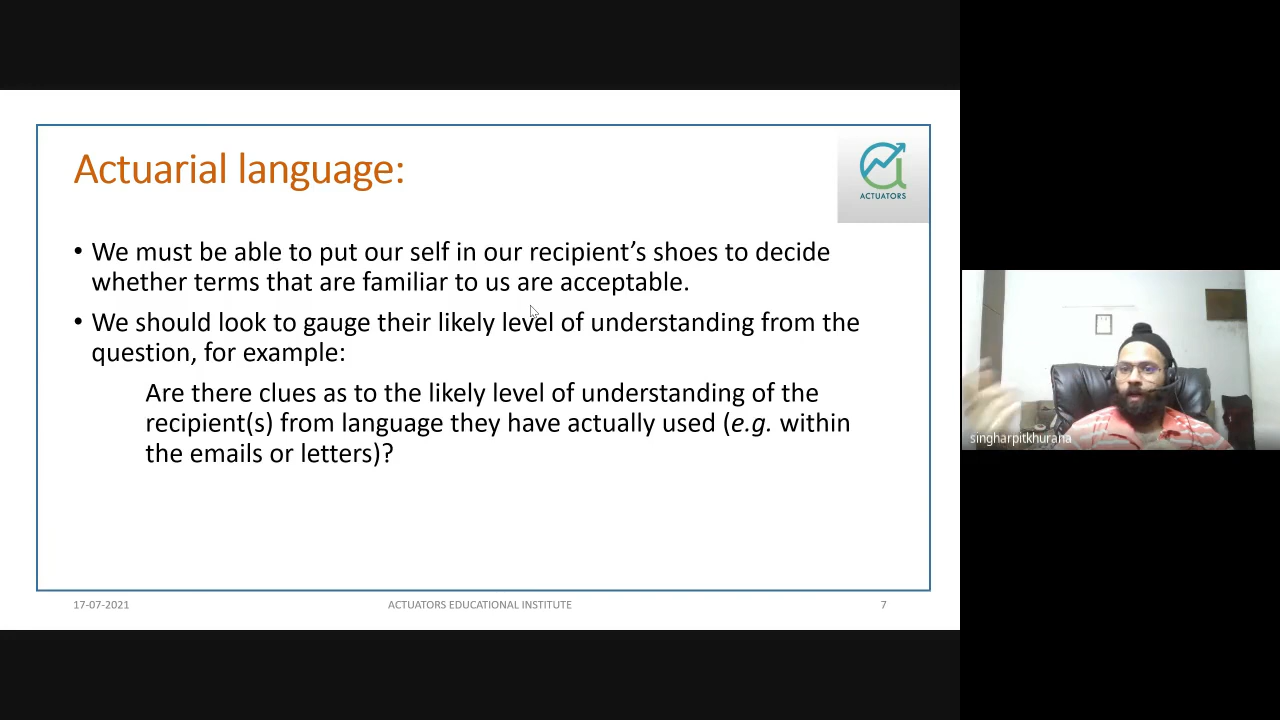 Actuarial language:
ACTUATORS
• We must be able to put our self in our recipient’s shoes to decide
whether terms that are familiar to us are acceptable.
• We should look to gauge their likely level of understanding from the
question, for example:
Are there clues as to the likely level of understanding of the
recipient(s) from language they have actually used (e.g. within
the emails or letters)?
17-07-2021
ACTUATORS EDUCATIONAL INSTITUTE
7
singharpitkhurana